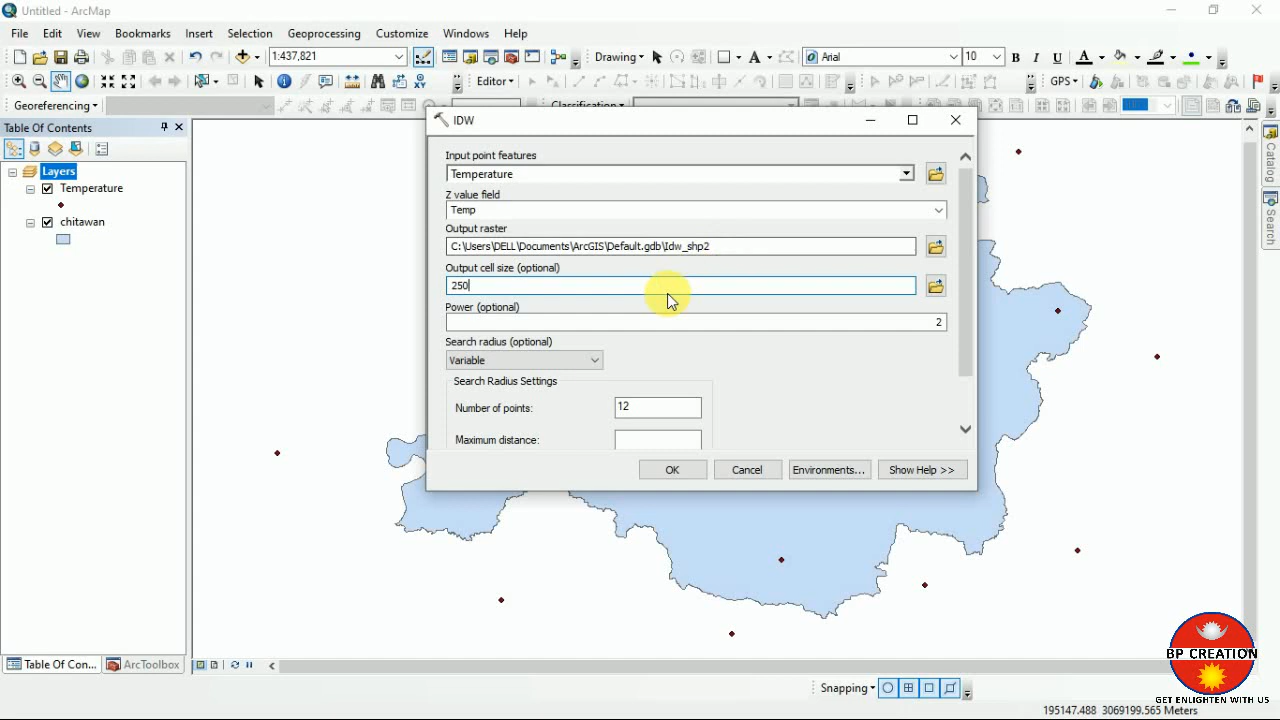 Untitled - ArcMap
File Edit View Bookmarks Insert Selection Geoprocessing Customize Windows Help
1:437,821 Drawing Arial 10 B I U A
Editor GPS
Georeferencing
Table Of Contents
Layers
Temperature
chitawan
IDW
Input point features
Temperature
Z value field
Temp
Output raster
C:\Users\DELL\Documents\ArcGIS\Default.gdb\Idw_shp2
Output cell size (optional)
250
Power (optional)
2
Search radius (optional)
Variable
Search Radius Settings
Number of points: 12
Maximum distance:
OK Cancel Environments... Show Help >>
Catalog
Search
BP CREATION
GET ENLIGHTEN WITH US
Table Of Con... ArcToolbox
Snapping
195147.488 3069199.565 Meters